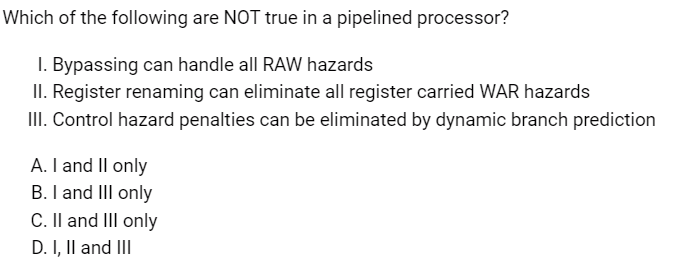 Which of the following are NOT true in a pipelined processor?
I. Bypassing can handle all RAW hazards
II. Register renaming can eliminate all register carried WAR hazards
III. Control hazard penalties can be eliminated by dynamic branch prediction
A. I and II only
B. I and III only
C. II and III only
D. I, II and III